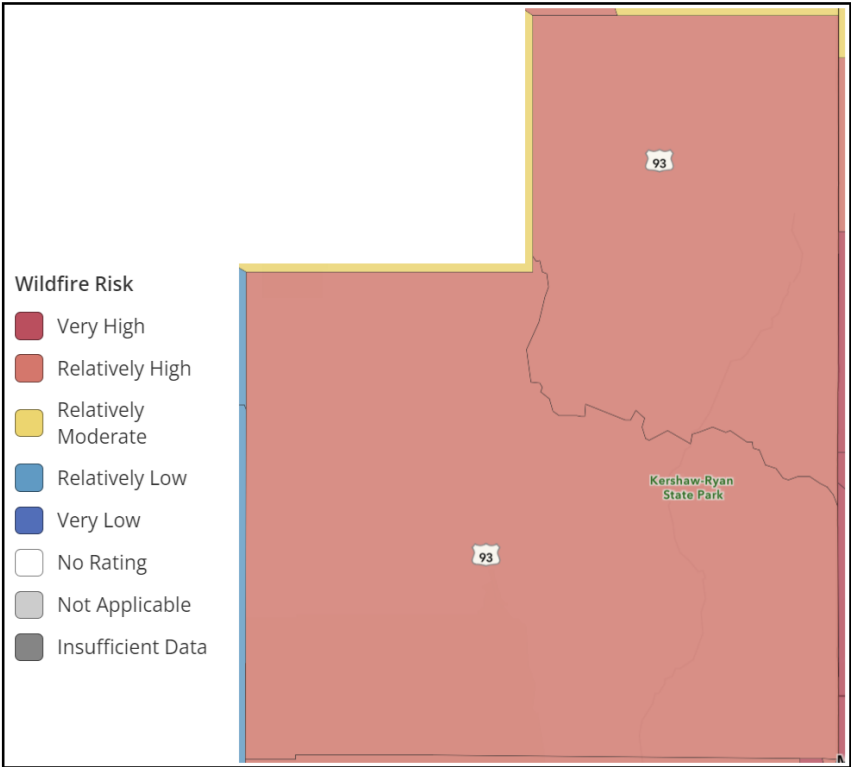 93
Wildfire Risk
Very High
Relatively High
Relatively
Moderate
Relatively Low
Very Low
No Rating
Not Applicable
Insufficient Data
Kershaw-Ryan
State Park
93